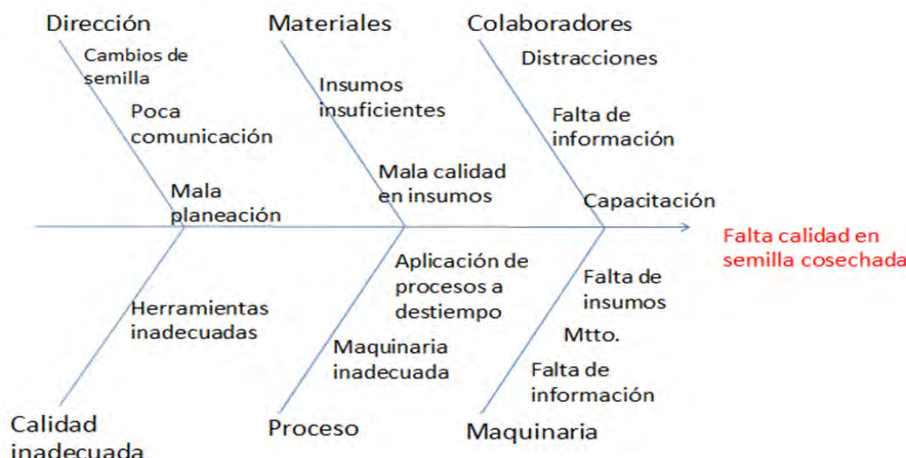 Dirección
Materiales
Colaboradores
Cambios de
semilla
Poca
comunicación
Mala
planeación
Insumos
insuficientes
Mala calidad
en insumos
Distracciones
Falta de
información
Capacitación
Falta calidad en
semilla cosechada
Herramientas
inadecuadas
Calidad
inadecuada
Aplicación de
procesos a
destiempo
Maquinaria
inadecuada
Proceso
Falta de
insumos
Mtto.
Falta de
información
Maquinaria